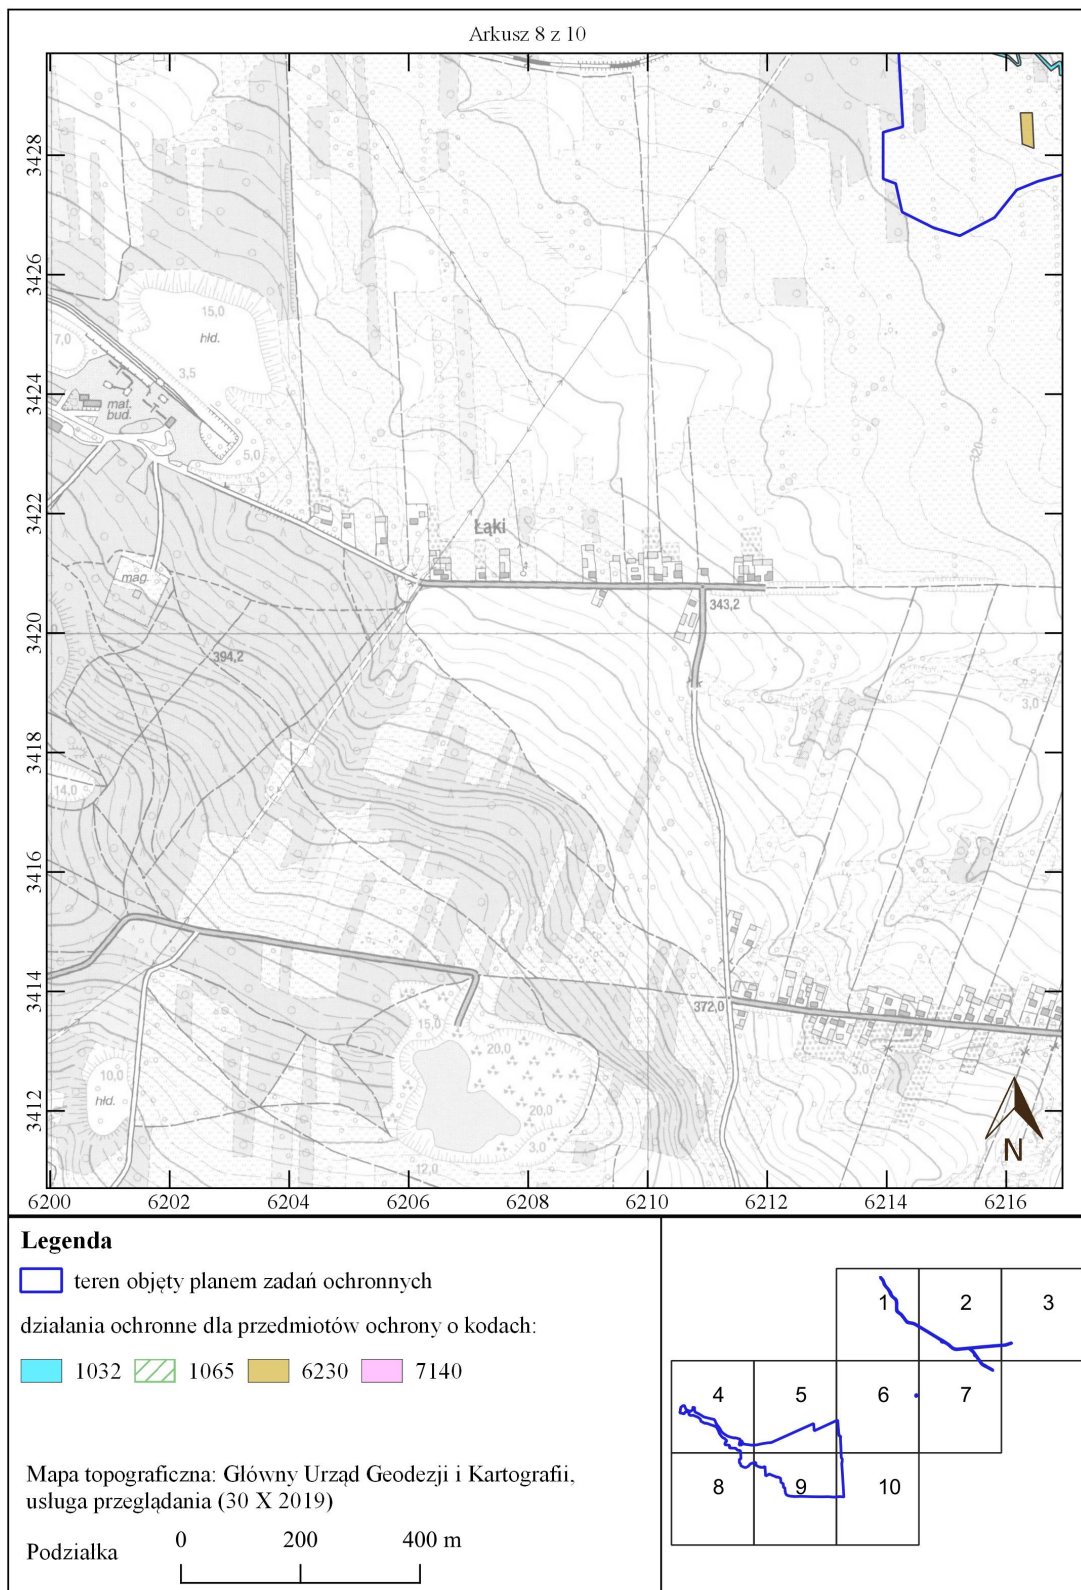 Arkusz 8 z 10
3428
3426
3424
3422
3420
3418
3416
3414
3412
15,0
hłd.
7,0
3,5
mat.
bud.
5,0
Łąki
mag.
394,2
343,2
320
3,0
14,0
372,0
15,0
20,0
20,0
3,0
12,0
10,0
hłd.
3,0
N
6200 6202 6204 6206 6208 6210 6212 6214 6216
Legenda
teren objęty planem zadań ochronnych
działania ochronne dla przedmiotów ochrony o kodach:
1032 1065 6230 7140
Mapa topograficzna: Główny Urząd Geodezji i Kartografii,
usługa przeglądania (30 X 2019)
Podziałka 0 200 400 m
1 2 3
4 5 6 7
8 9 10